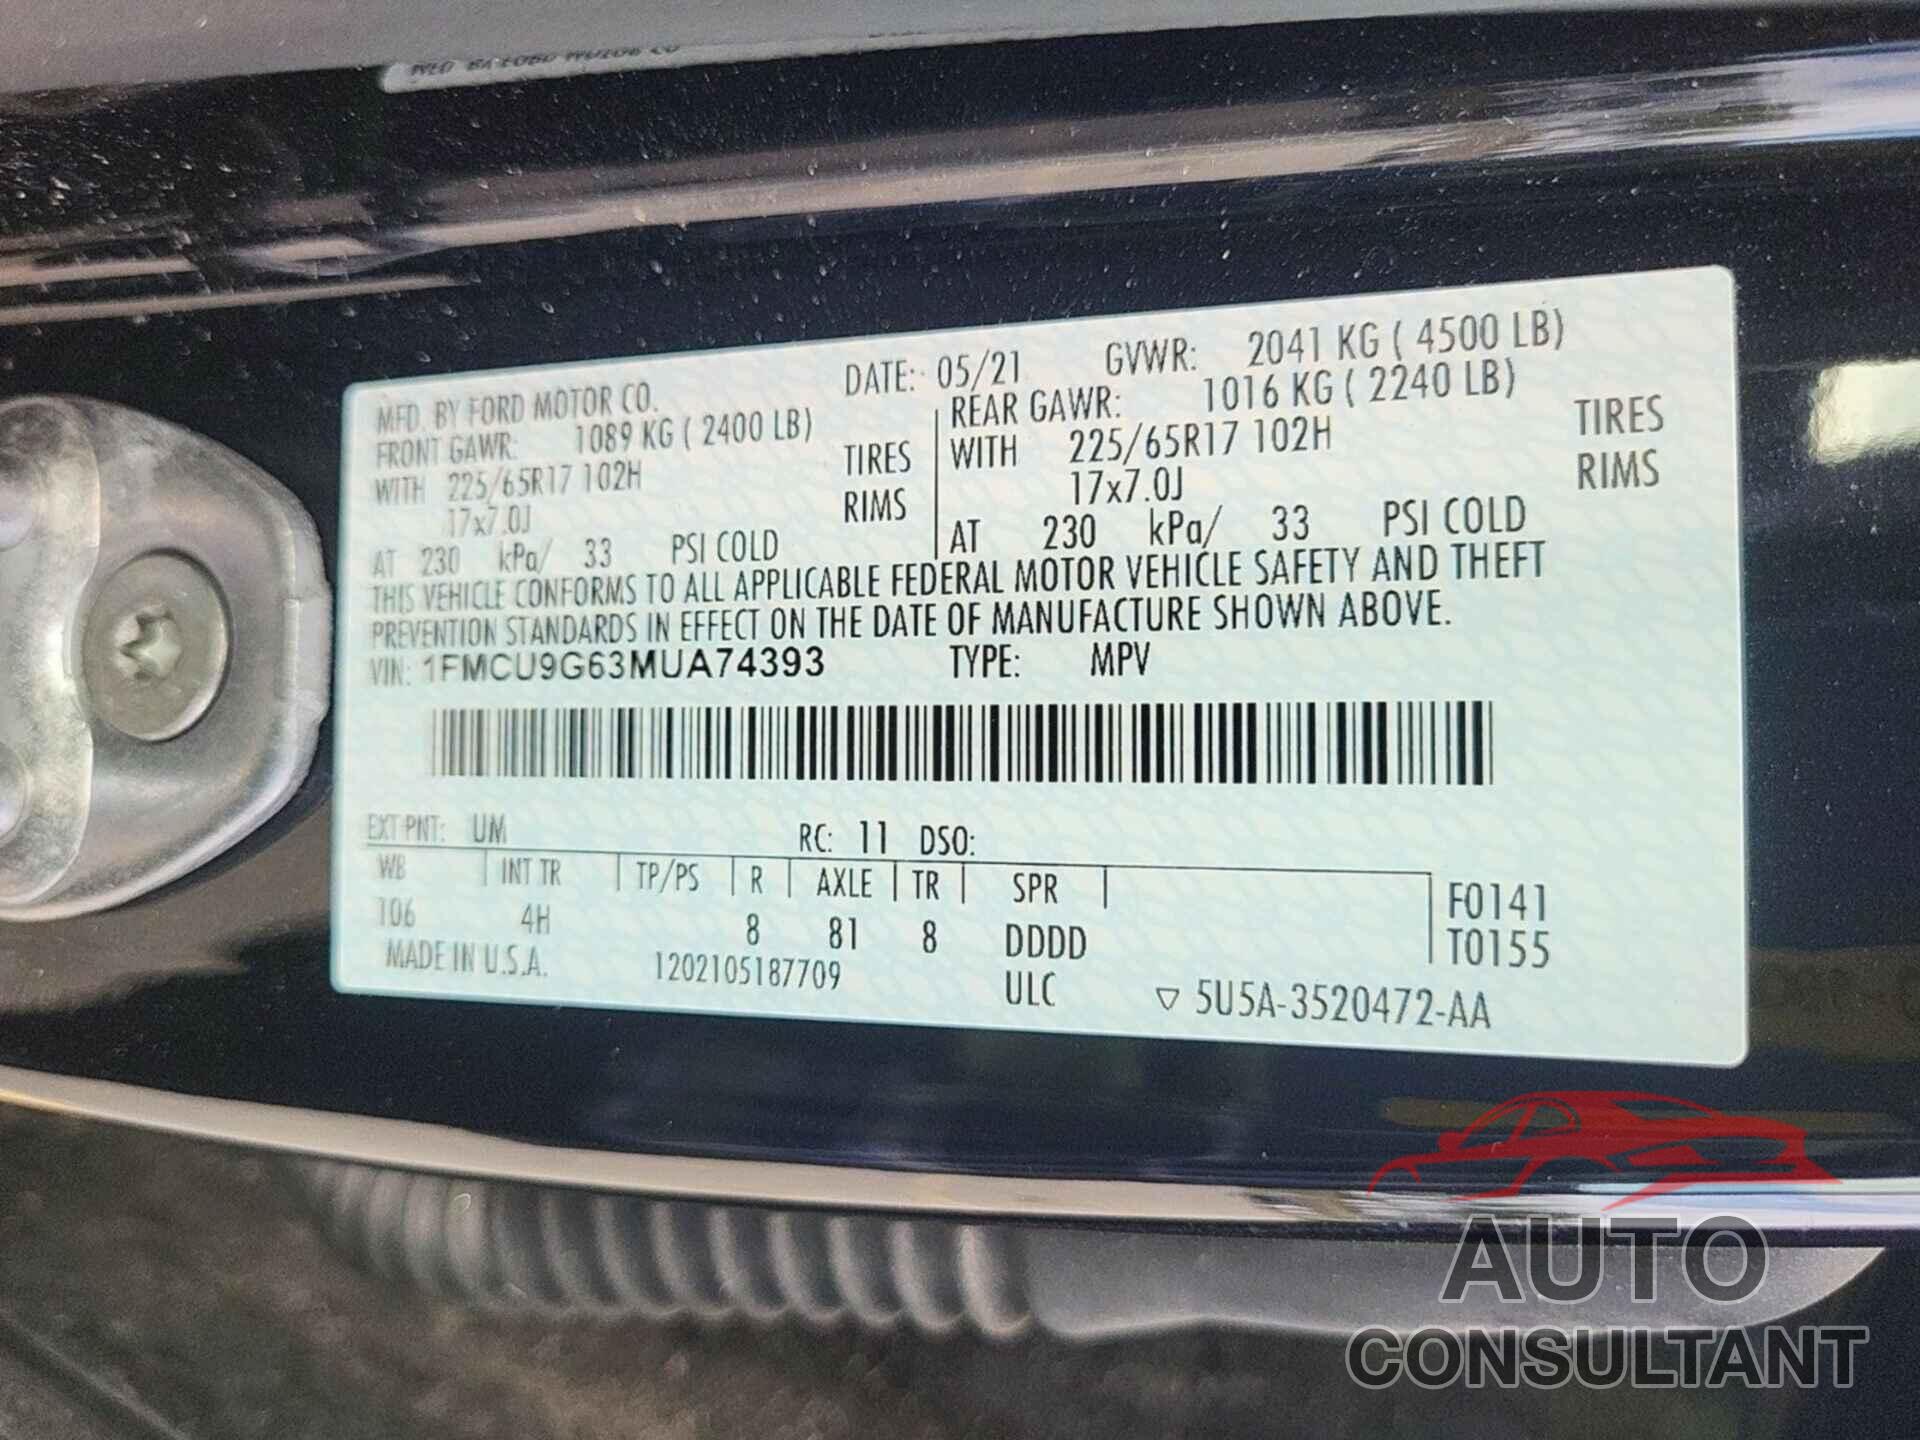 MFD. BY FORD MOTOR CO.
MFD. BY FORD MOTOR CO. DATE: 05/21 GVWR: 2041 KG ( 4500 LB)
FRONT GAWR: 1089 KG ( 2400 LB) REAR GAWR: 1016 KG ( 2240 LB)
WITH 225/65R17 102H TIRES WITH 225/65R17 102H TIRES
17x7.0J RIMS 17x7.0J RIMS
AT 230 kPa/ 33 PSI COLD AT 230 kPa/ 33 PSI COLD
THIS VEHICLE CONFORMS TO ALL APPLICABLE FEDERAL MOTOR VEHICLE SAFETY AND THEFT
PREVENTION STANDARDS IN EFFECT ON THE DATE OF MANUFACTURE SHOWN ABOVE.
VIN: 1FMCU9G63MUA74393 TYPE: MPV
EXT PNT: UM RC: 11 DSO:
WB INT TR TP/PS R AXLE TR SPR F0141
106 4H 8 81 8 DDDD T0155
MADE IN U.S.A. 1202105187709 ULC ▽ 5U5A-3520472-AA
AUTO
CONSULTANT